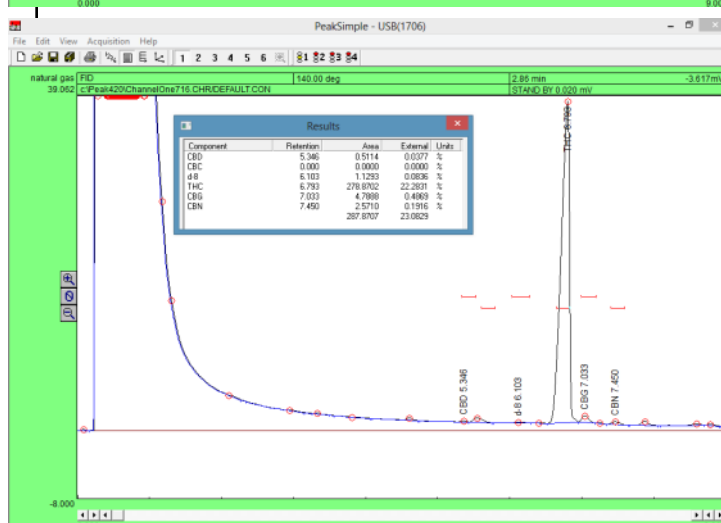 0.000 9.00
PeakSimple - USB(1706)
File Edit View Acquisition Help
1 2 3 4 5 6 1 2 3 4
natural gas FID 140.00 deg 2.86 min -3.617mV
39.062 c:\Peak420\ChannelOne716.CHR/DEFAULT.CON STAND BY 0.020 mV
Results
Component Retention Area External Units
CBD 5.346 0.5114 0.0377 %
CBC 0.000 0.0000 0.0000 %
d-8 6.103 1.1293 0.0836 %
THC 6.793 278.8702 22.2831 %
CBG 7.033 4.7888 0.4869 %
CBN 7.450 2.5710 0.1916 %
287.8707 23.0829
THC 6.793
CBD 5.346
d-8 6.103
CBG 7.033
CBN 7.450
-8.000